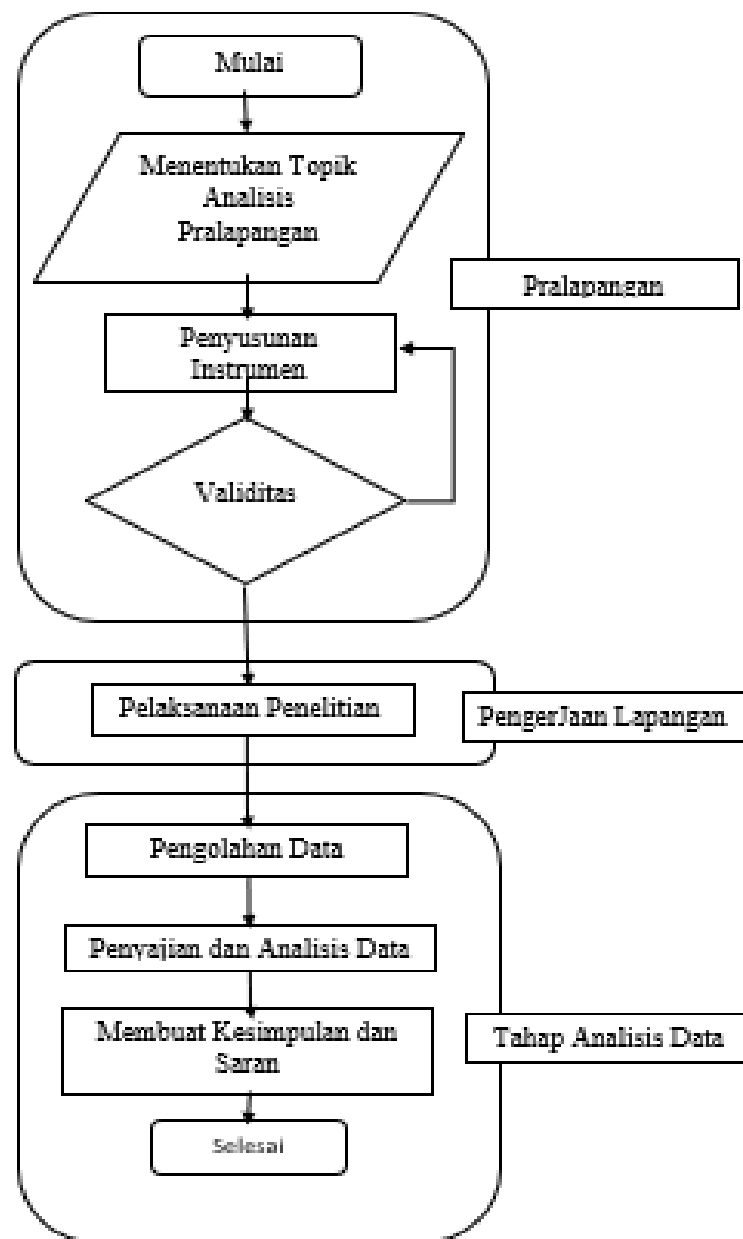 Mulai
Menentukan Topik
Analisis
Pralapangan
Pralapangan
Penyusunan
Instrumen
Validitas
Pelaksanaan Penelitian
PengerJaan Lapangan
Pengolahan Data
Penyajian dan Analisis Data
Membuat Kesimpulan dan
Saran
Tahap Analisis Data
Selesai